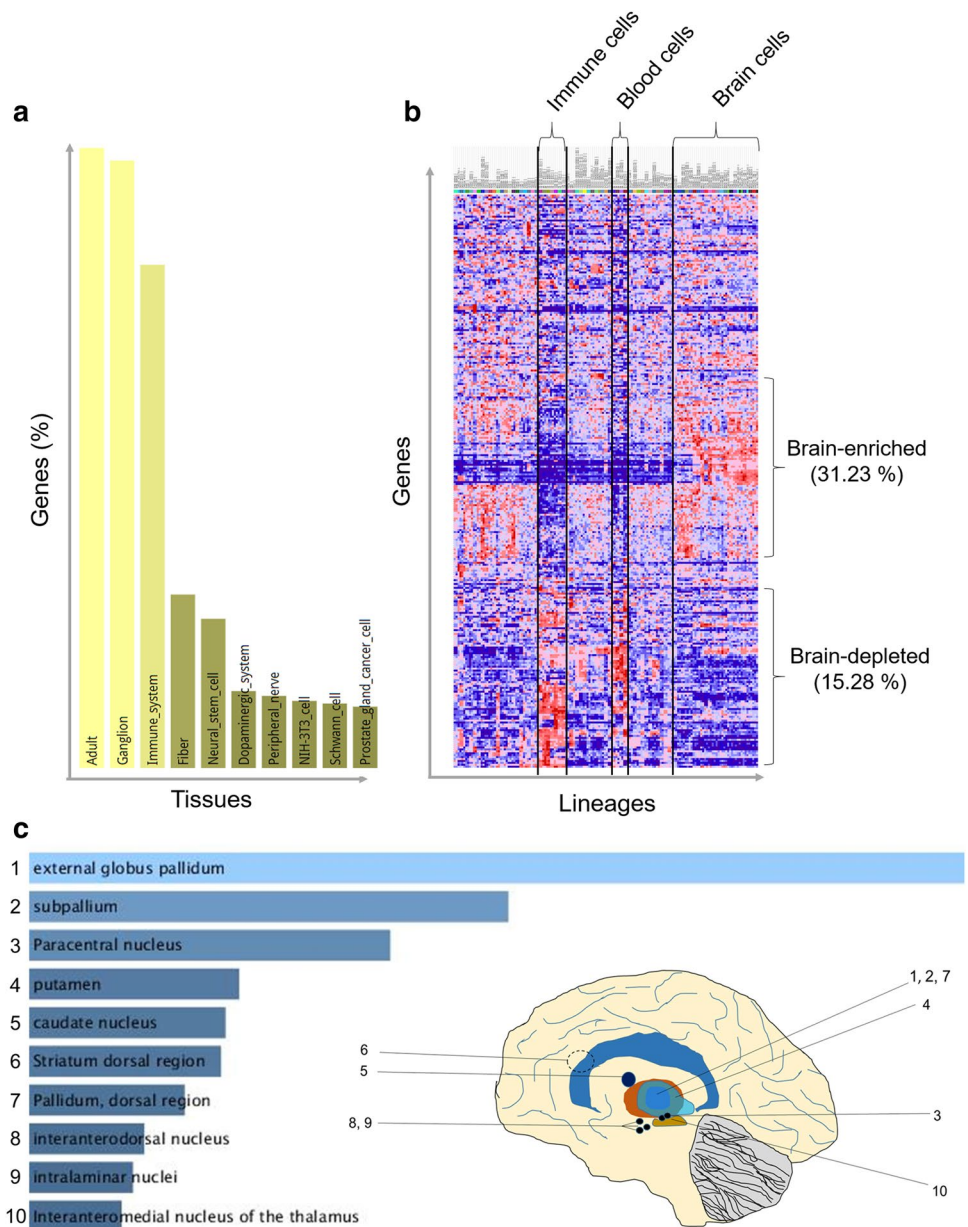 a
Genes (%)
Adult
Ganglion
Immune_system
Fiber
Neural_stem_cell
Dopaminergic_system
Peripheral_nerve
NIH-3T3_cell
Schwann_cell
Prostate_gland_cancer_cell
Tissues
b
Immune cells
Blood cells
Brain cells
Genes
Brain-enriched
(31.23 %)
Brain-depleted
(15.28 %)
Lineages
c
1 external globus pallidum
2 subpallium
3 Paracentral nucleus
4 putamen
5 caudate nucleus
6 Striatum dorsal region
7 Pallidum, dorsal region
8 interanterodorsal nucleus
9 intralaminar nuclei
10 Interanteromedial nucleus of the thalamus
1, 2, 7
4
6
5
8, 9
3
10